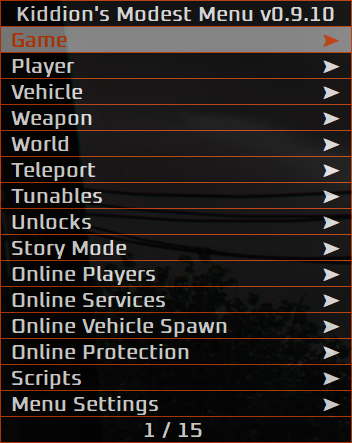 Kiddion's Modest Menu v0.9.10
Game
Player
Vehicle
Weapon
World
Teleport
Tunables
Unlocks
Story Mode
Online Players
Online Services
Online Vehicle Spawn
Online Protection
Scripts
Menu Settings
1 / 15